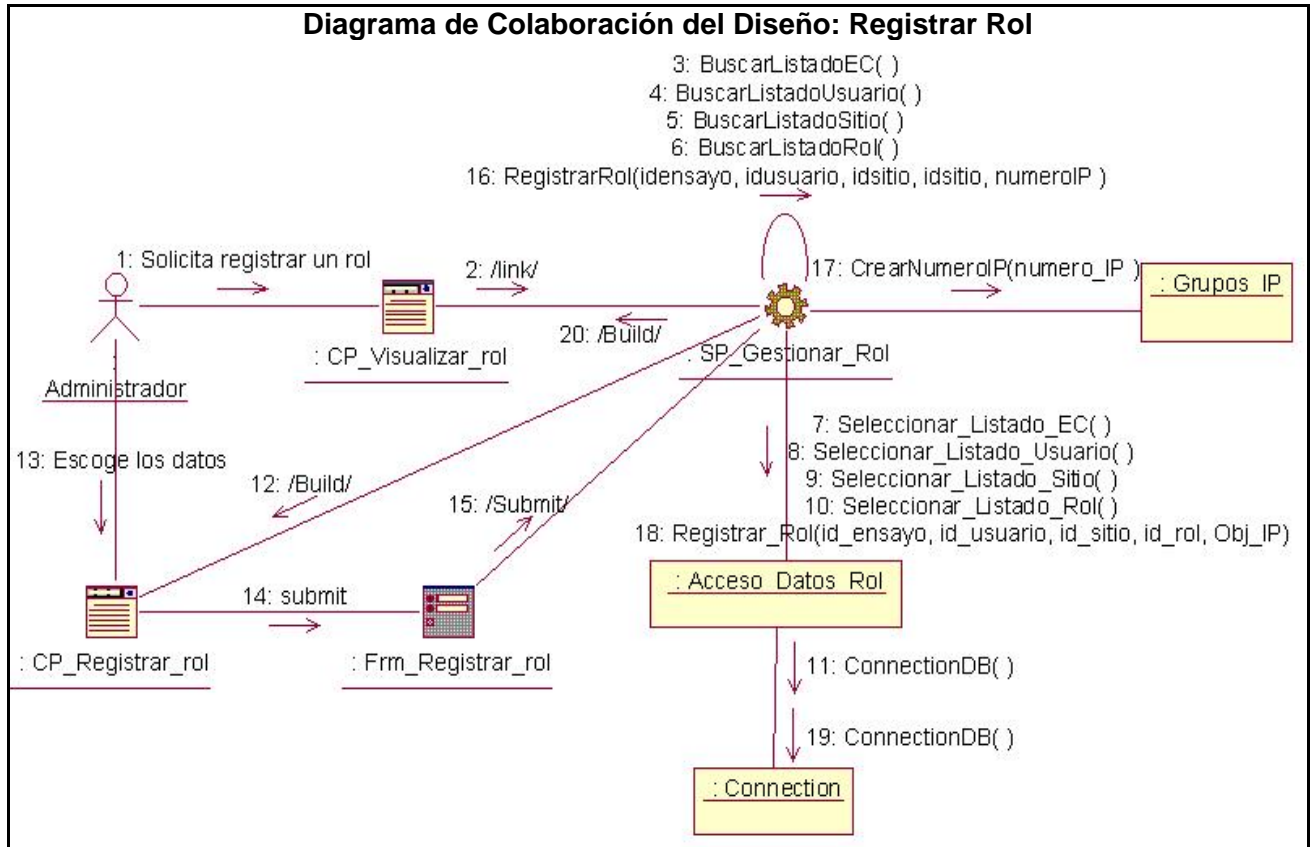 Diagrama de Colaboración del Diseño: Registrar Rol
3: BuscarListadoEC( )
4: BuscarListadoUsuario( )
5: BuscarListadoSitio( )
6: BuscarListadoRol( )
16: RegistrarRol(idensayo, idusuario, idsitio, idsitio, numeroIP )
1: Solicita registrar un rol
2: /link/
17: CrearNumeroIP(numero_IP )
: Grupos_IP
20: /Build/
: CP_Visualizar_rol
: SP_Gestionar_Rol
: Administrador
7: Seleccionar_Listado_EC( )
8: Seleccionar_Listado_Usuario( )
9: Seleccionar_Listado_Sitio( )
10: Seleccionar_Listado_Rol( )
18: Registrar_Rol(id_ensayo, id_usuario, id_sitio, id_rol, Obj_IP)
13: Escoge los datos
12: /Build/
15: /Submit/
: Acceso_Datos_Rol
14: submit
: CP_Registrar_rol
: Frm_Registrar_rol
11: ConnectionDB( )
19: ConnectionDB( )
: Connection